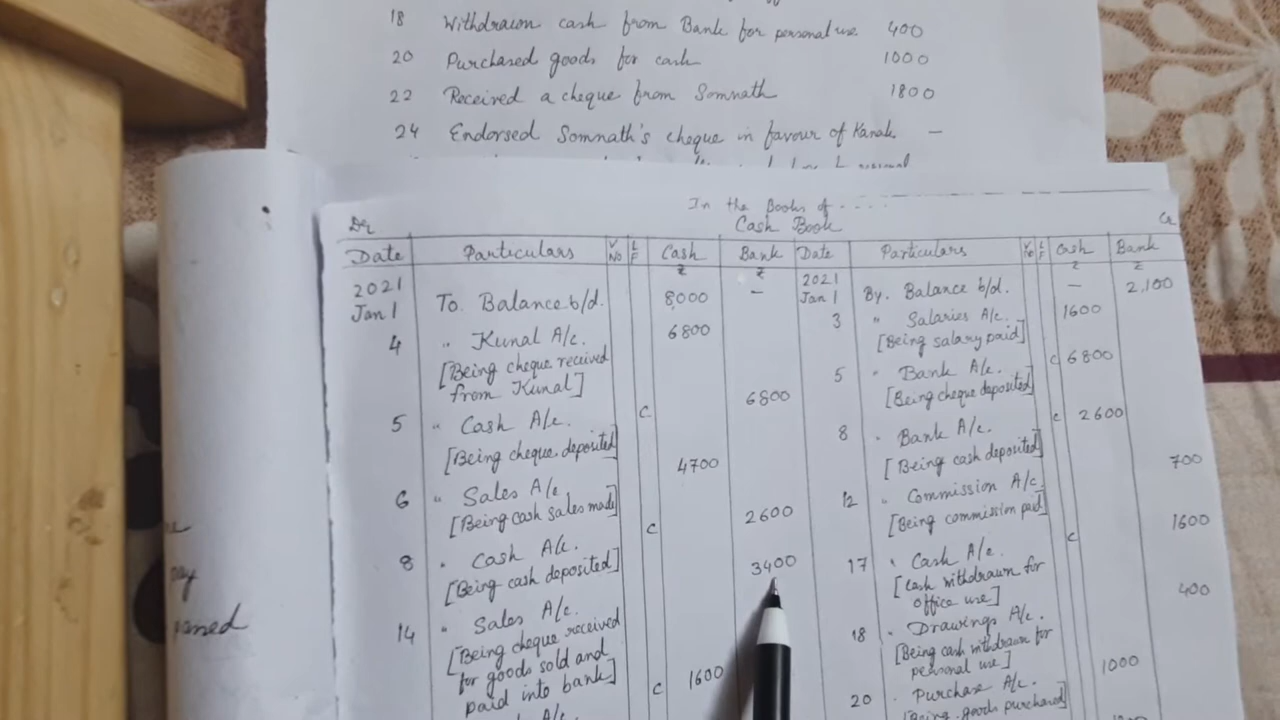 18 Withdrawn cash from Bank for personal use 400
20 Purchased goods for cash 1000
22 Received a cheque from Somnath 1800
24 Endorsed Somnath's cheque in favour of Kanak —
In the Books of - - - -
Dr Cash Book Cr
Date Particulars V No L F Cash ₹ Bank ₹ Date Particulars V No L F Cash ₹ Bank ₹
2021 2021
Jan 1 To Balance b/d. 8000 — Jan 1 By Balance b/d. — 2,100
4 " Kunal A/c. 6800 3 " Salaries A/c. 1600
[Being cheque received [Being salary paid]
from Kunal] 5 " Bank A/c. c 6800
5 " Cash A/c. c 6800 [Being cheque deposited]
[Being cheque deposited] 8 " Bank A/c. c 2600
6 " Sales A/c 4700 [Being cash deposited]
[Being cash sales made] 12 " Commission A/c. 700
8 " Cash A/c. c 2600 [Being commission paid]
[Being cash deposited] 17 " Cash A/c. c 1600
14 " Sales A/c. 3400 [Cash withdrawn for
[Being cheque received office use]
for goods sold and 18 " Drawings A/c. 400
paid into bank] [Being cash withdrawn for
c 1600 personal use]
A/c. 20 " Purchase A/c. 1000
[Being goods purchased]